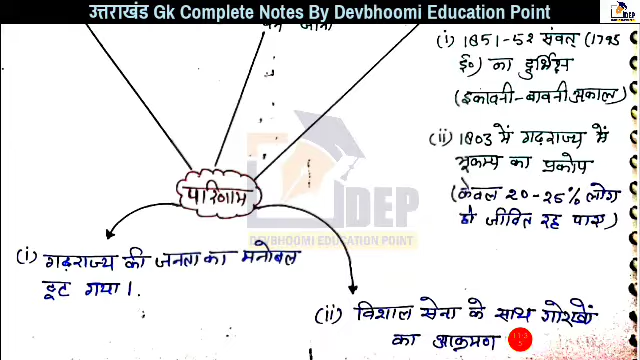 उत्तराखंड Gk Complete Notes By Devbhoomi Education Point
(i) 1851-52 संवत् (1795
ई०) का दुर्भिक्ष
(इकावनी-बावनी अकाल)
(ii) 1803 में गढ़राज्य में
भूकम्प का प्रकोप
(केवल 20-25% लोग
ही जीवित रह पाए)
परिणाम
IDEP
DEVBHOOMI EDUCATION POINT
(i) गढ़राज्य की जनता का मनोबल
टूट गया।
(ii) विशाल सेना के साथ गोरखों
का आक्रमण